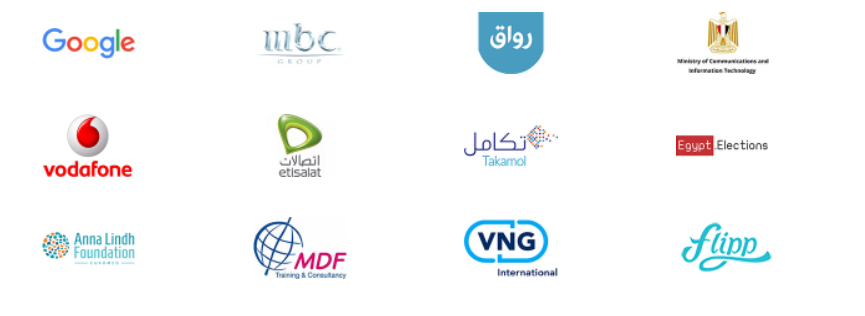 Google
mbc
GROUP
رواق
Ministry of Communications and
Information Technology
vodafone
اتصالات
etisalat
تكامل
Takamol
Egypt.Elections
Anna Lindh
Foundation
EUROMED
MDF
Training & Consultancy
VNG
International
flipp